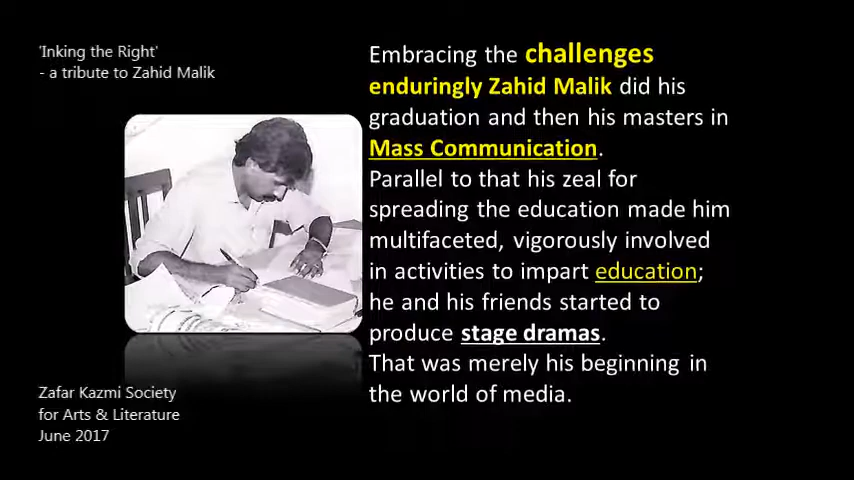 'Inking the Right'
- a tribute to Zahid Malik
Embracing the challenges
enduringly Zahid Malik did his
graduation and then his masters in
Mass Communication.
Parallel to that his zeal for
spreading the education made him
multifaceted, vigorously involved
in activities to impart education;
he and his friends started to
produce stage dramas.
That was merely his beginning in
the world of media.
Zafar Kazmi Society
for Arts & Literature
June 2017